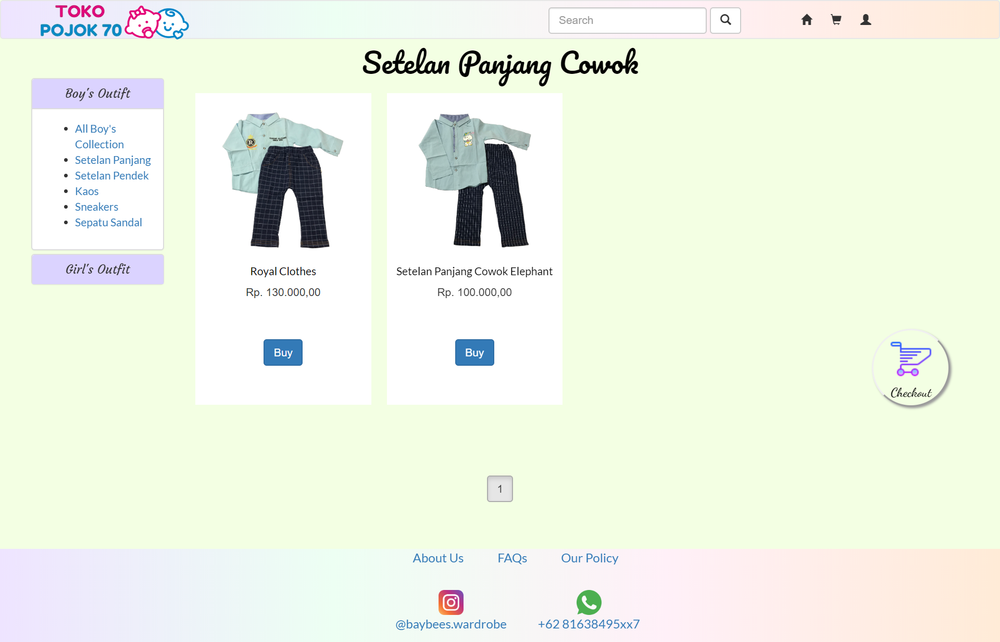 TOKO
POJOK 70
Search
Setelan Panjang Cowok
Boy's Outift
All Boy's
Collection
Setelan Panjang
Setelan Pendek
Kaos
Sneakers
Sepatu Sandal
Girl's Outfit
Royal Clothes
Rp. 130.000,00
Buy
Setelan Panjang Cowok Elephant
Rp. 100.000,00
Buy
Checkout
1
About Us
FAQs
Our Policy
@baybees.wardrobe
+62 81638495xx7